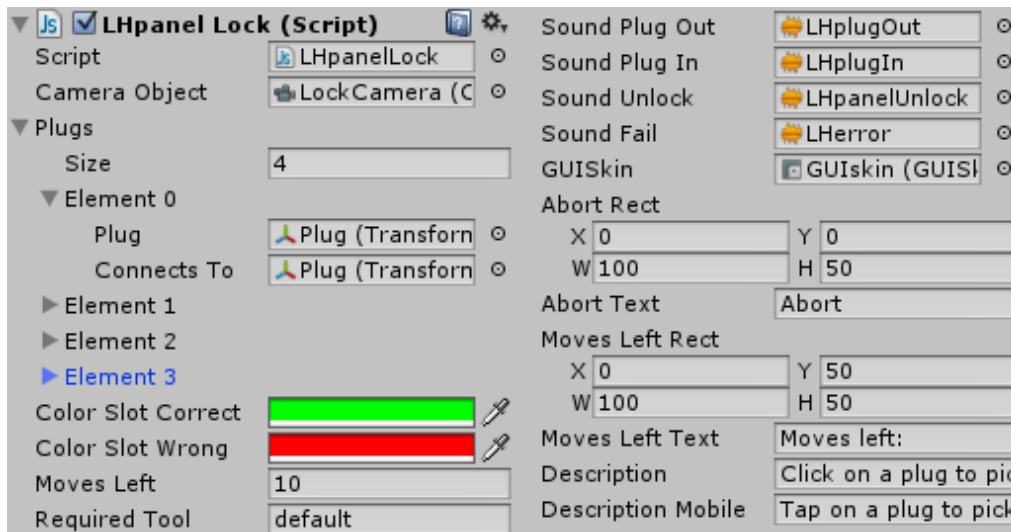 LHpanel Lock (Script)
Script LHpanelLock
Camera Object LockCamera (C
Plugs
Size 4
Element 0
Plug Plug (Transforn
Connects To Plug (Transforn
Element 1
Element 2
Element 3
Color Slot Correct
Color Slot Wrong
Moves Left 10
Required Tool default
Sound Plug Out LHplugOut
Sound Plug In LHplugIn
Sound Unlock LHpanelUnlock
Sound Fail LHerror
GUISkin GUIskin (GUISk
Abort Rect
X 0 Y 0
W 100 H 50
Abort Text Abort
Moves Left Rect
X 0 Y 50
W 100 H 50
Moves Left Text Moves left:
Description Click on a plug to pic
Description Mobile Tap on a plug to pick